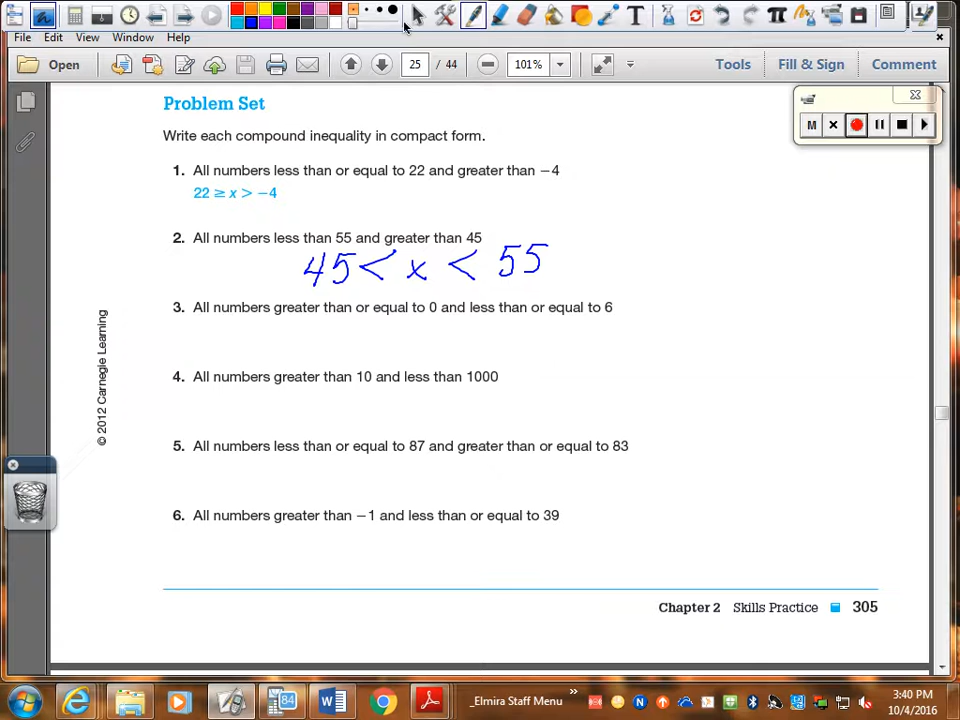 File Edit View Window Help
Open 25 / 44 101% Tools Fill & Sign Comment
Problem Set
M
Write each compound inequality in compact form.
1. All numbers less than or equal to 22 and greater than −4
22 ≥ x > −4
2. All numbers less than 55 and greater than 45
45 < x < 55
3. All numbers greater than or equal to 0 and less than or equal to 6
4. All numbers greater than 10 and less than 1000
5. All numbers less than or equal to 87 and greater than or equal to 83
6. All numbers greater than −1 and less than or equal to 39
© 2012 Carnegie Learning
Chapter 2 Skills Practice 305
_Elmira Staff Menu
3:40 PM
10/4/2016